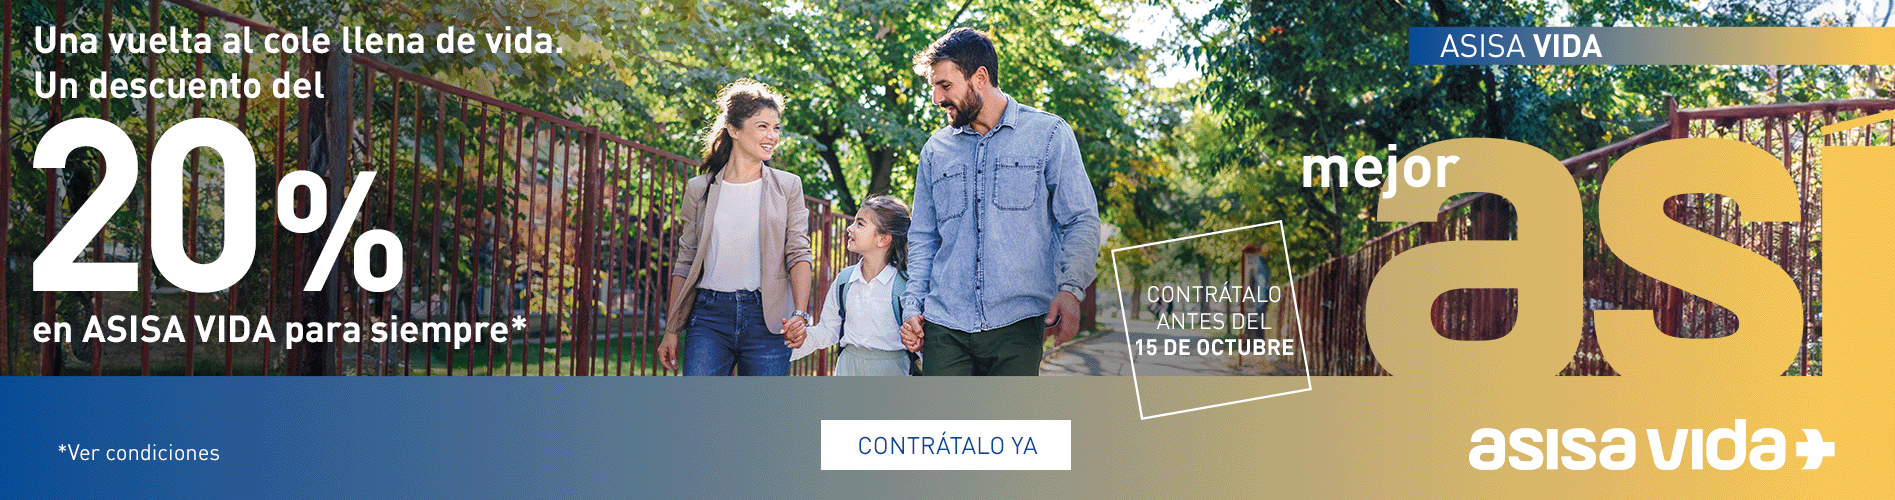 Una vuelta al cole llena de vida.
Un descuento del
20%
en ASISA VIDA para siempre*
*Ver condiciones
CONTRÁTALO YA
CONTRÁTALO
ANTES DEL
15 DE OCTUBRE
ASISA VIDA
mejor
así
asisa vida